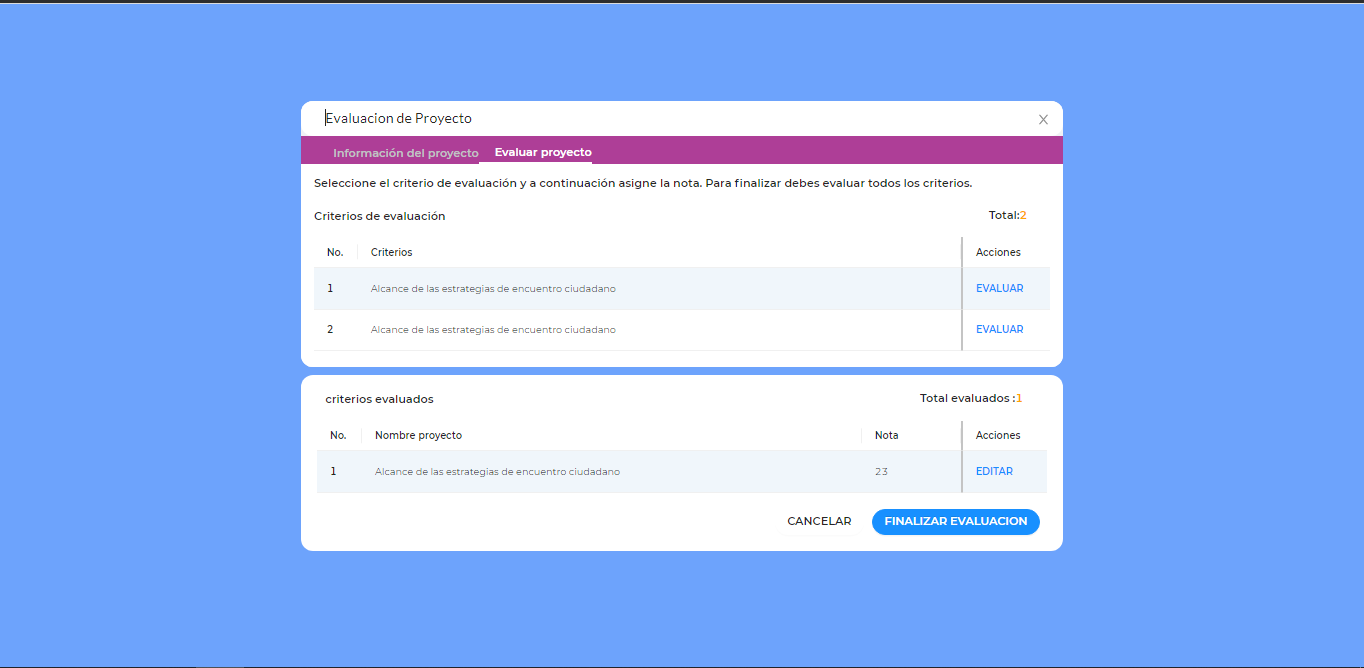 Evaluacion de Proyecto
Información del proyecto Evaluar proyecto
Seleccione el criterio de evaluación y a continuación asigne la nota. Para finalizar debes evaluar todos los criterios.
Criterios de evaluación Total:2
No. Criterios Acciones
1 Alcance de las estrategias de encuentro ciudadano EVALUAR
2 Alcance de las estrategias de encuentro ciudadano EVALUAR
criterios evaluados Total evaluados :1
No. Nombre proyecto Nota Acciones
1 Alcance de las estrategias de encuentro ciudadano 23 EDITAR
CANCELAR FINALIZAR EVALUACION